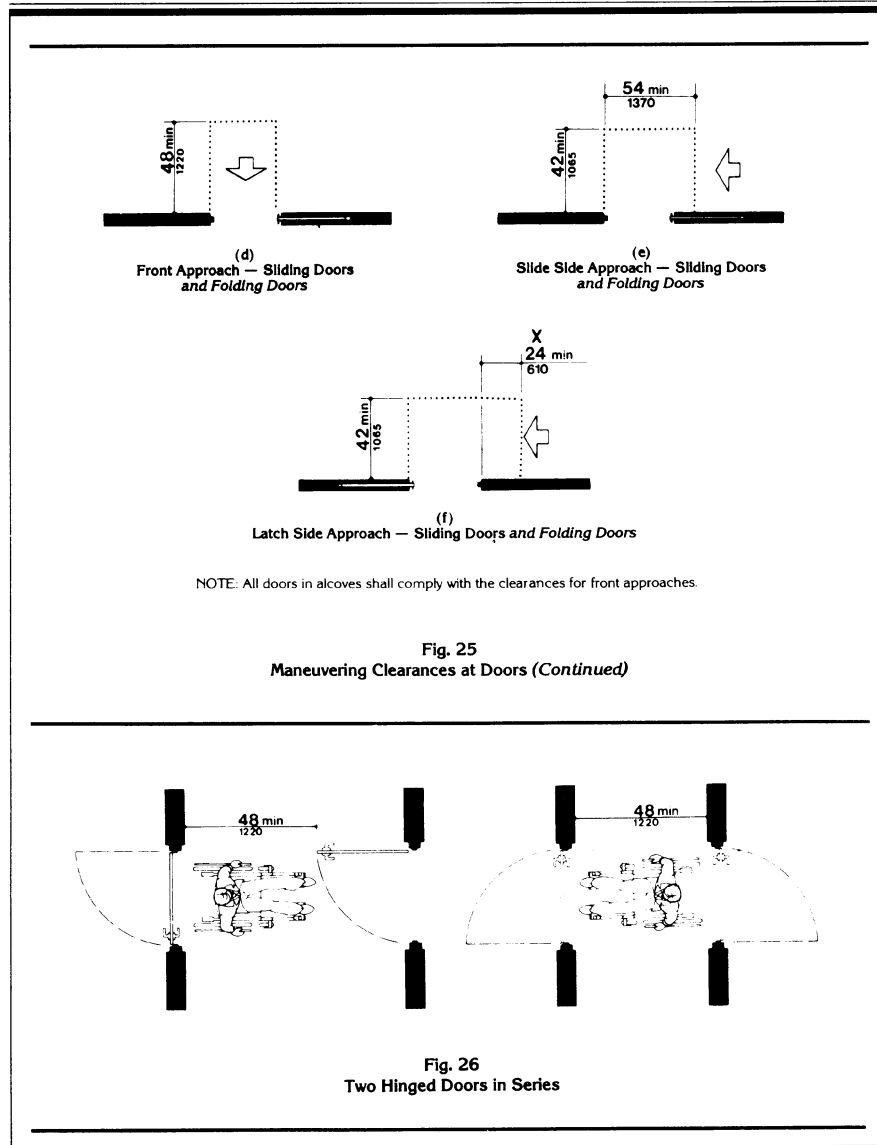 48 min
1220
(d)
Front Approach — Sliding Doors
and Folding Doors
54 min
1370
42 min
1065
(e)
Slide Side Approach — Sliding Doors
and Folding Doors
X
24 min
610
42 min
1065
(f)
Latch Side Approach — Sliding Doors and Folding Doors
NOTE: All doors in alcoves shall comply with the clearances for front approaches.
Fig. 25
Maneuvering Clearances at Doors (Continued)
48 min
1220
48 min
1220
Fig. 26
Two Hinged Doors in Series